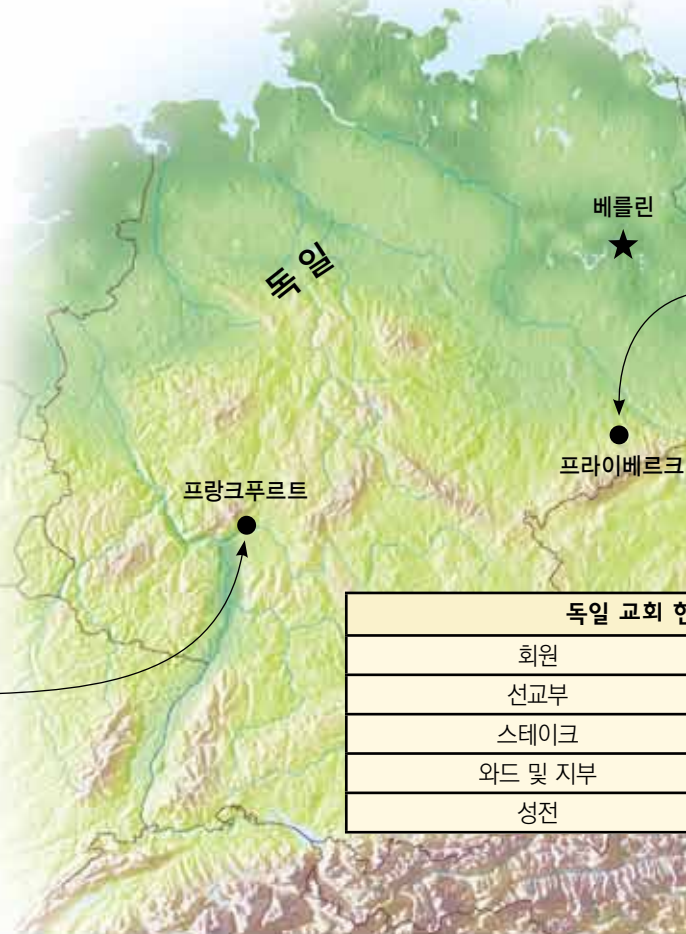 베를린
독일
프라이베르크
프랑크푸르트
독일 교회
회원
선교부
스테이크
와드 및 지부
성전